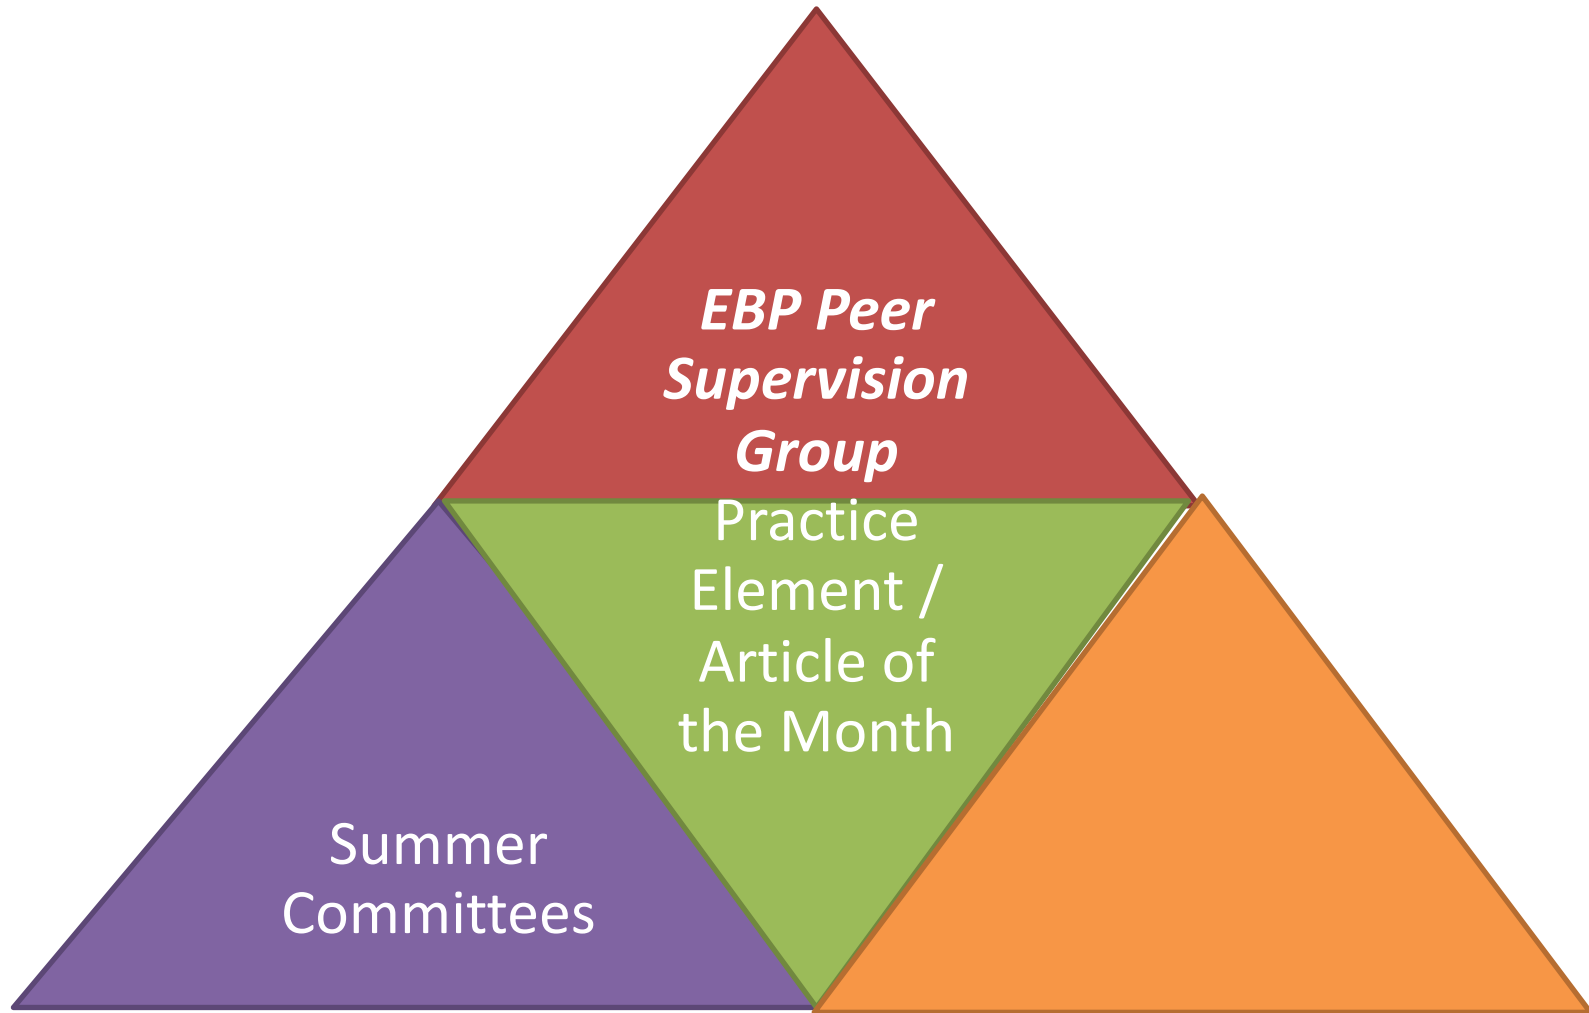 EBP Peer
Supervision
Group
Practice
Element /
Article of
the Month
Summer
Committees